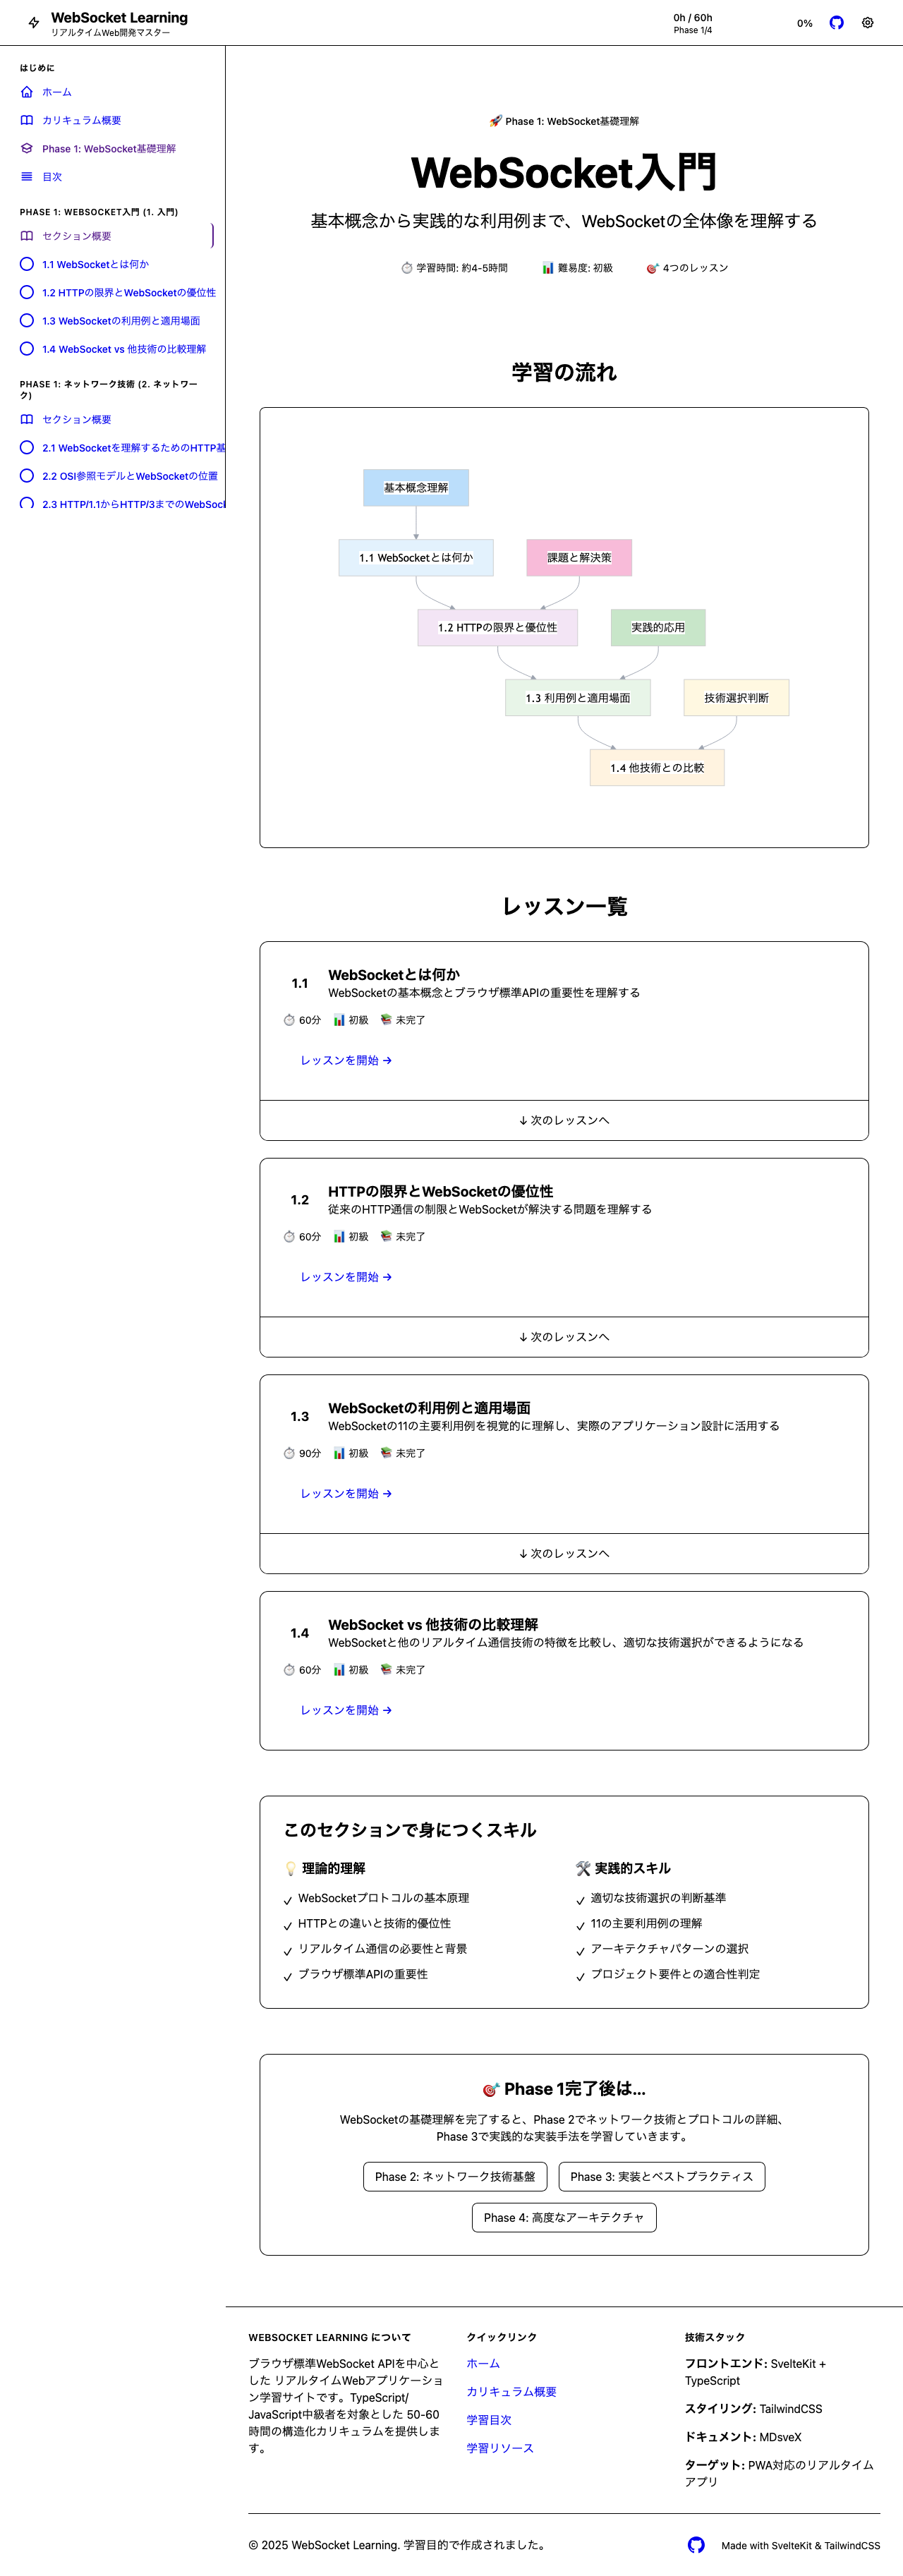 WebSocket Learning
リアルタイムWeb開発マスター
0h / 60h
Phase 1/4
0%
はじめに
ホーム
カリキュラム概要
Phase 1: WebSocket基礎理解
目次
PHASE 1: WEBSOCKET入門 (1. 入門)
セクション概要
1.1 WebSocketとは何か
1.2 HTTPの限界とWebSocketの優位性
1.3 WebSocketの利用例と適用場面
1.4 WebSocket vs 他技術の比較理解
PHASE 1: ネットワーク技術 (2. ネットワー
ク)
セクション概要
2.1 WebSocketを理解するためのHTTP基
2.2 OSI参照モデルとWebSocketの位置
2.3 HTTP/1.1からHTTP/3までのWebSoc
🚀 Phase 1: WebSocket基礎理解
WebSocket入門
基本概念から実践的な利用例まで、WebSocketの全体像を理解する
⏱️ 学習時間: 約4-5時間
📊 難易度: 初級
🎯 4つのレッスン
学習の流れ
基本概念理解
1.1 WebSocketとは何か
課題と解決策
1.2 HTTPの限界と優位性
実践的応用
1.3 利用例と適用場面
技術選択判断
1.4 他技術との比較
レッスン一覧
1.1
WebSocketとは何か
WebSocketの基本概念とブラウザ標準APIの重要性を理解する
⏱️ 60分 📊 初級 📚 未完了
レッスンを開始 →
↓ 次のレッスンへ
1.2
HTTPの限界とWebSocketの優位性
従来のHTTP通信の制限とWebSocketが解決する問題を理解する
⏱️ 60分 📊 初級 📚 未完了
レッスンを開始 →
↓ 次のレッスンへ
1.3
WebSocketの利用例と適用場面
WebSocketの11の主要利用例を視覚的に理解し、実際のアプリケーション設計に活用する
⏱️ 90分 📊 初級 📚 未完了
レッスンを開始 →
↓ 次のレッスンへ
1.4
WebSocket vs 他技術の比較理解
WebSocketと他のリアルタイム通信技術の特徴を比較し、適切な技術選択ができるようになる
⏱️ 60分 📊 初級 📚 未完了
レッスンを開始 →
このセクションで身につくスキル
💡 理論的理解
✓ WebSocketプロトコルの基本原理
✓ HTTPとの違いと技術的優位性
✓ リアルタイム通信の必要性と背景
✓ ブラウザ標準APIの重要性
🛠️ 実践的スキル
✓ 適切な技術選択の判断基準
✓ 11の主要利用例の理解
✓ アーキテクチャパターンの選択
✓ プロジェクト要件との適合性判定
🎯 Phase 1完了後は...
WebSocketの基礎理解を完了すると、Phase 2でネットワーク技術とプロトコルの詳細、
Phase 3で実践的な実装手法を学習していきます。
Phase 2: ネットワーク技術基盤
Phase 3: 実装とベストプラクティス
Phase 4: 高度なアーキテクチャ
WEBSOCKET LEARNING について
ブラウザ標準WebSocket APIを中心と
した リアルタイムWebアプリケーショ
ン学習サイトです。TypeScript/
JavaScript中級者を対象とした 50-60
時間の構造化カリキュラムを提供しま
す。
クイックリンク
ホーム
カリキュラム概要
学習目次
学習リソース
技術スタック
フロントエンド: SvelteKit +
TypeScript
スタイリング: TailwindCSS
ドキュメント: MDsveX
ターゲット: PWA対応のリアルタイム
アプリ
© 2025 WebSocket Learning. 学習目的で作成されました。
Made with SvelteKit & TailwindCSS